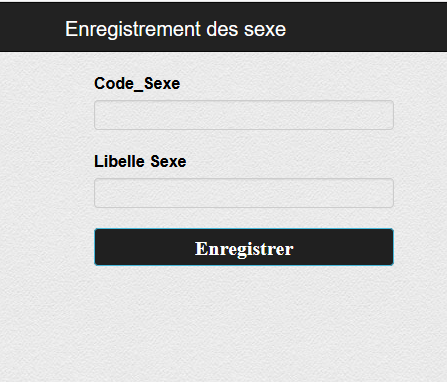 Enregistrement des sexe
Code_Sexe
Libelle Sexe
Enregistrer